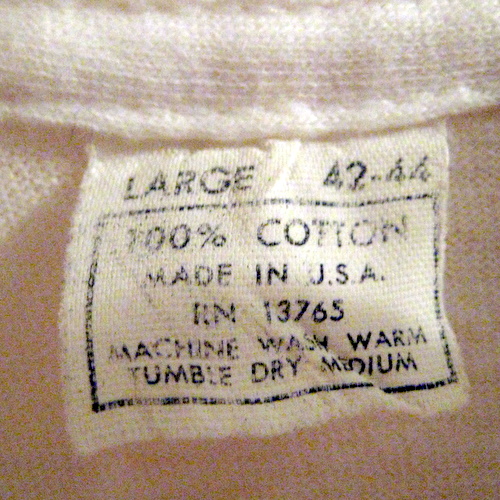 LARGE 42-44
100% COTTON
MADE IN U.S.A.
RN 13765
MACHINE WASH WARM
TUMBLE DRY MEDIUM